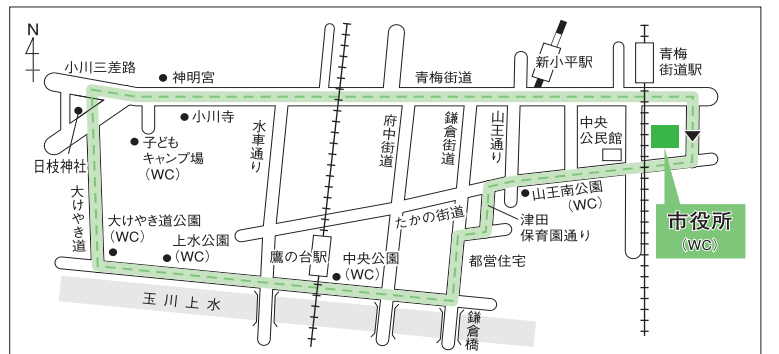 N
小川三差路
神明宮
青梅街道
新小平駅
青梅
街道駅
小川寺
日枝神社
子ども
キャンプ場
(WC)
水車通り
府中街道
鎌倉街道
山王通り
中央
公民館
大けやき道
大けやき道公園
(WC)
上水公園
(WC)
たかの街道
山王南公園
(WC)
津田
保育園通り
市役所
(WC)
鷹の台駅
中央公園
(WC)
都営住宅
玉川上水
鎌倉橋